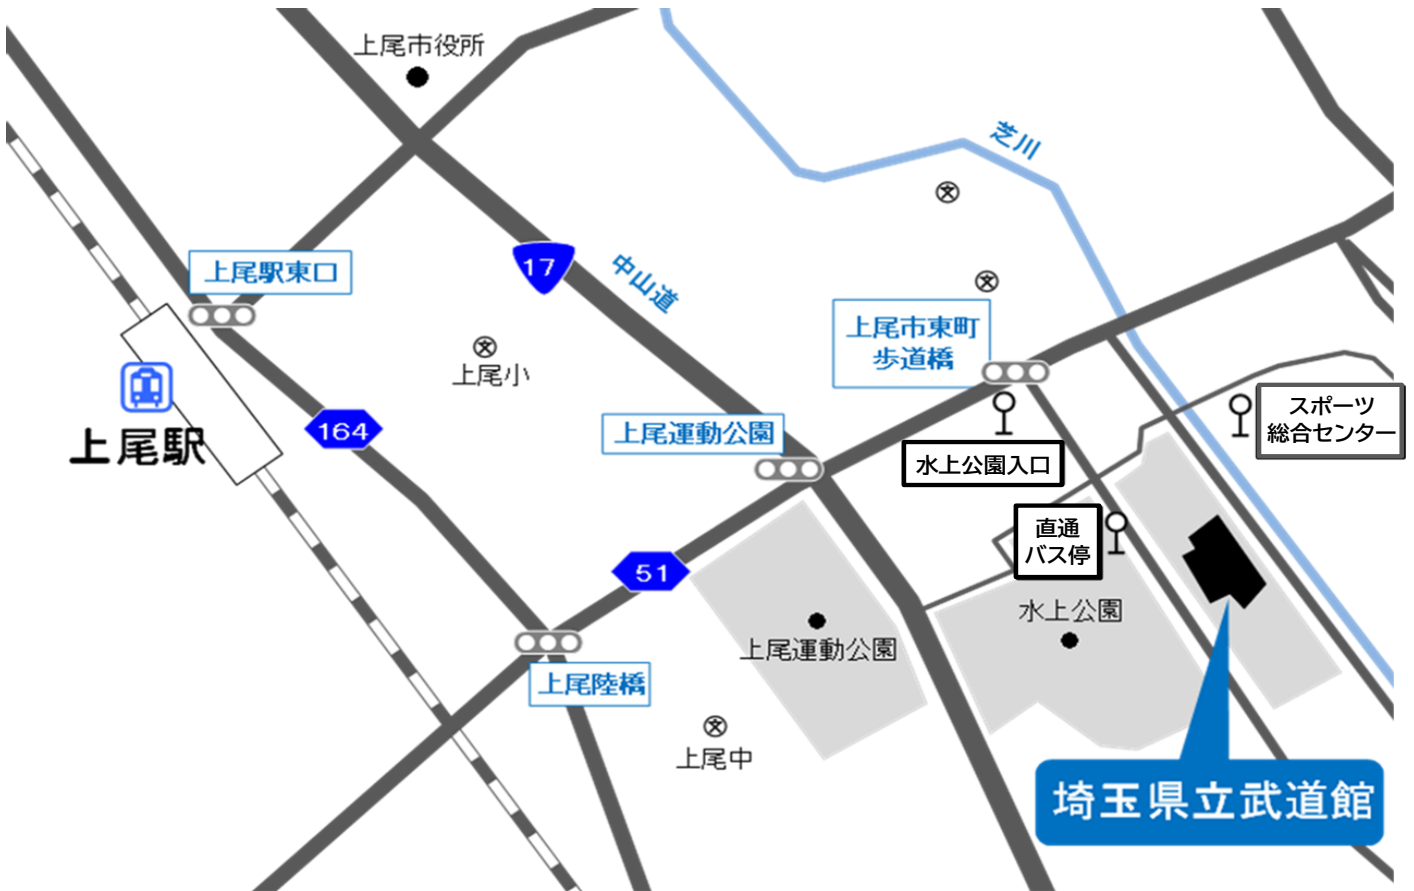 上尾市役所
芝川
上尾駅東口
17
中山道
上尾市東町
歩道橋
上尾小
上尾駅
164
上尾運動公園
水上公園入口
スポーツ
総合センター
直通
バス停
51
水上公園
上尾運動公園
上尾陸橋
上尾中
埼玉県立武道館